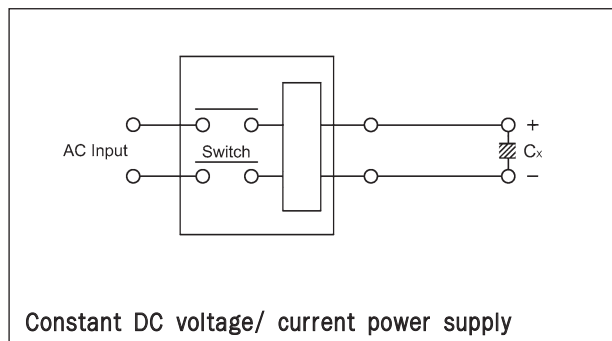 +
AC Input
Switch
Cx
−
Constant DC voltage/ current power supply